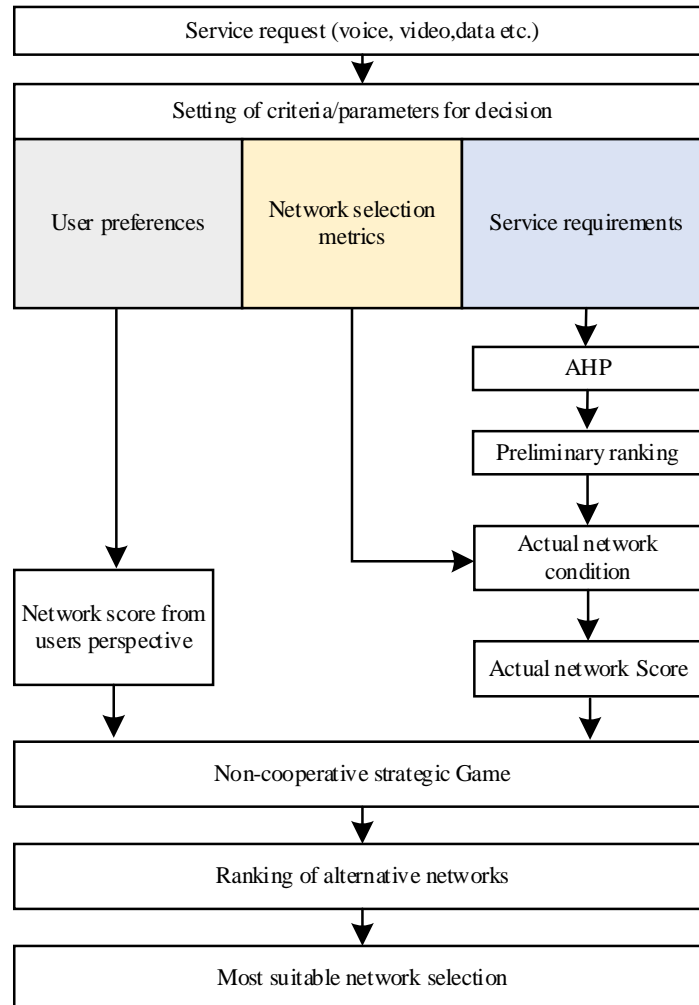 Service request (voice, video,data etc.)
Setting of criteria/parameters for decision
User preferences
Network selection
metrics
Service requirements
AHP
Preliminary ranking
Actual network
condition
Network score from
users perspective
Actual network Score
Non-cooperative strategic Game
Ranking of alternative networks
Most suitable network selection